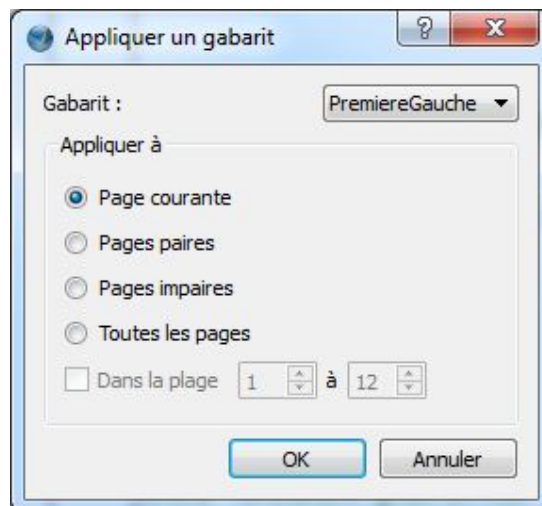 Appliquer un gabarit
Gabarit : PremiereGauche
Appliquer à
Page courante
Pages paires
Pages impaires
Toutes les pages
Dans la plage 1 à 12
OK Annuler